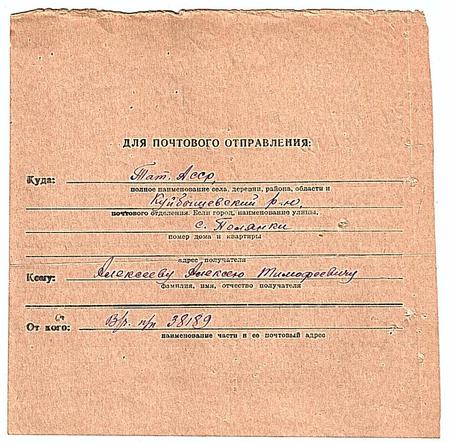 ДЛЯ ПОЧТОВОГО ОТПРАВЛЕНИЯ:
Куда: Тат. АССР
полное наименование села, деревни, района, области и
Куйбышевский р-н,
почтового отделения. Если город, наименование улицы,
с. Полянки
номер дома и квартиры
адрес получателя
Кому: Алексееву Алексею Тимофеевичу
фамилия, имя, отчество получателя
От кого: В/ч п/п 38189
наименование части и ее почтовый адрес